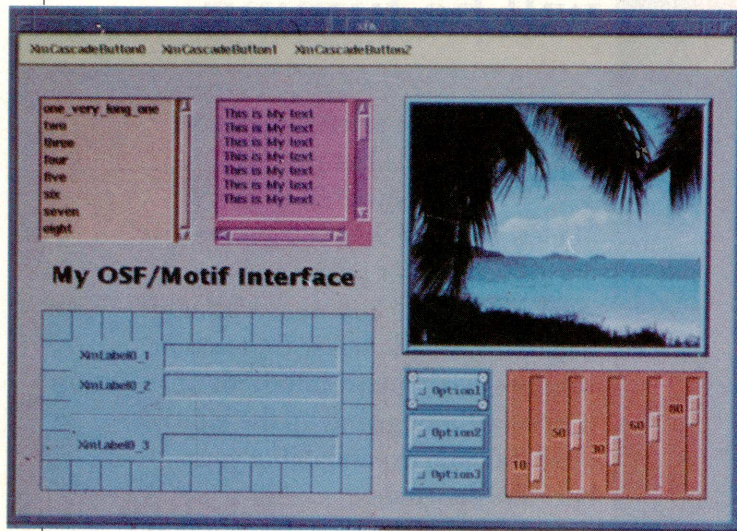 XmCascadeButton0 XmCascadeButton1 XmCascadeButton2
one_very_long_one
two
three
four
five
six
seven
eight
This is My text
This is My text
This is My text
This is My text
This is My text
This is My text
This is My text
My OSF/Motif Interface
XmLabel0_1
XmLabel0_2
XmLabel0_3
Option1
Option2
Option3
10
50
30
60
80